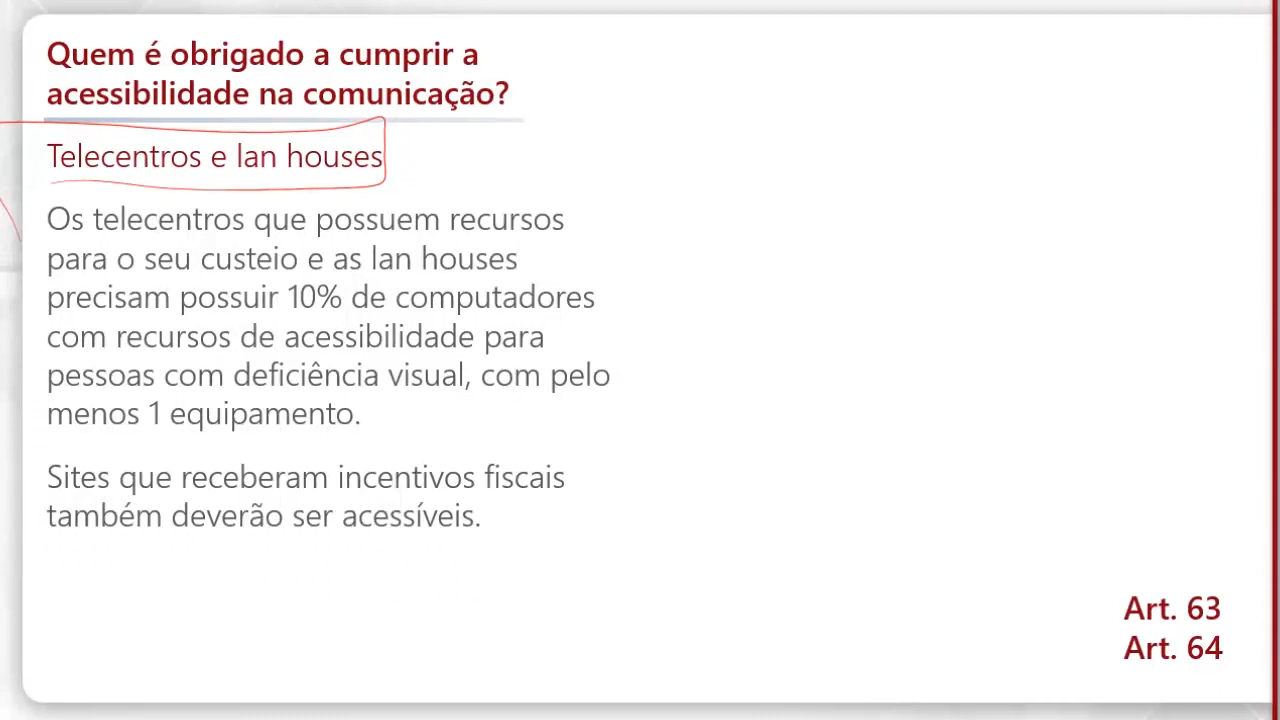 Quem é obrigado a cumprir a
acessibilidade na comunicação?
Telecentros e lan houses
Os telecentros que possuem recursos
para o seu custeio e as lan houses
precisam possuir 10% de computadores
com recursos de acessibilidade para
pessoas com deficiência visual, com pelo
menos 1 equipamento.
Sites que receberam incentivos fiscais
também deverão ser acessíveis.
Art. 63
Art. 64